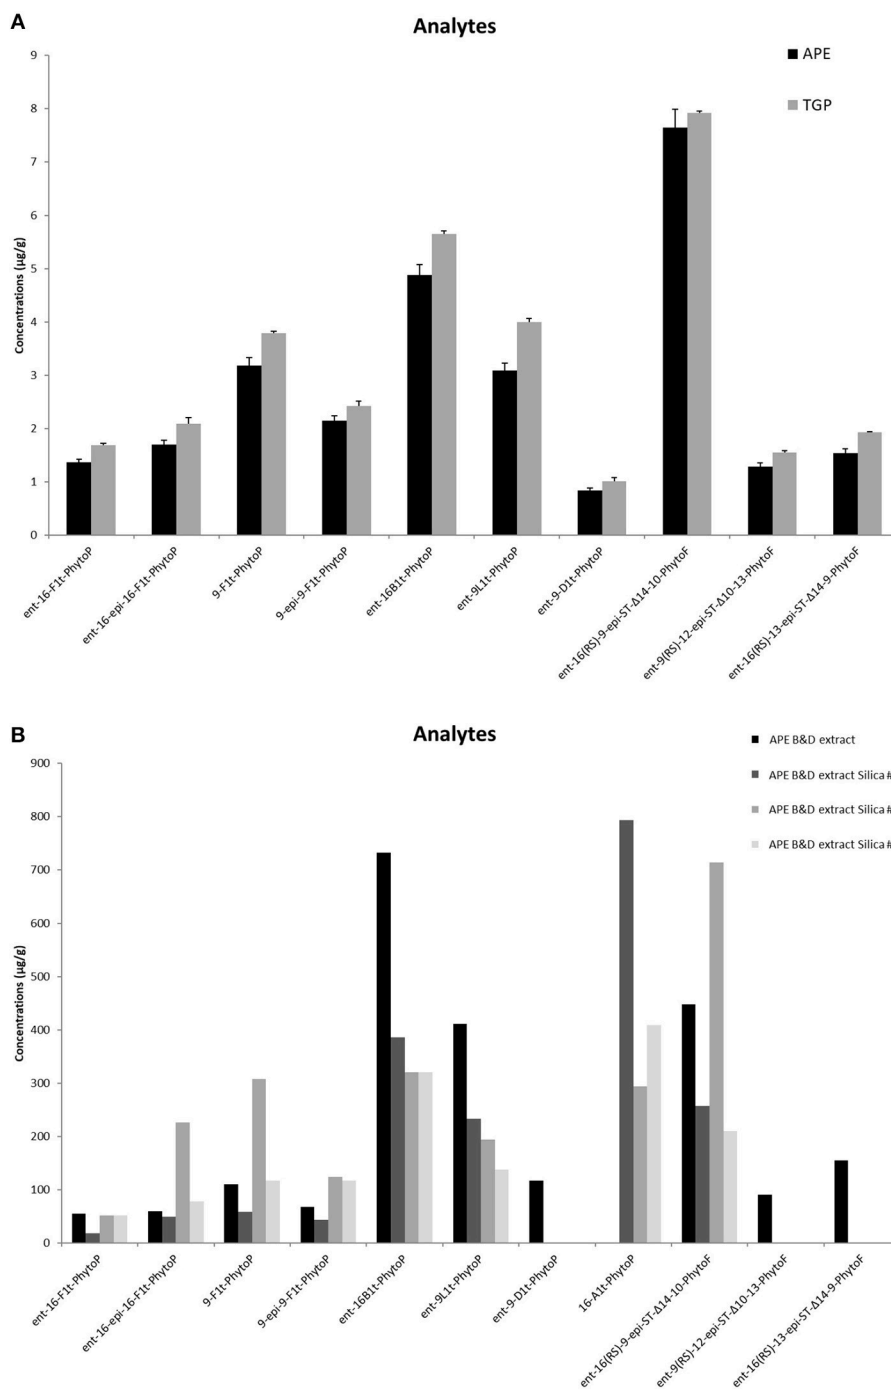 A
Analytes
9
8
7
6
5
4
3
2
1
0
Concentrations (µg/g)
APE
TGP
ent-16-F1t-PhytoP
ent-16-epi-16-F1t-PhytoP
9-F1t-PhytoP
9-epi-9-F1t-PhytoP
ent-16B1t-PhytoP
ent-9L1t-PhytoP
ent-9-D1t-PhytoP
ent-16(RS)-9-epi-ST-Δ14-10-PhytoF
ent-9(RS)-12-epi-ST-Δ10-13-PhytoF
ent-16(RS)-13-epi-ST-Δ14-9-PhytoF
B
Analytes
900
800
700
600
500
400
300
200
100
0
Concentrations (µg/g)
APE B&D extract
APE B&D extract Silica #
APE B&D extract Silica #
APE B&D extract Silica #
ent-16-F1t-PhytoP
ent-16-epi-16-F1t-PhytoP
9-F1t-PhytoP
9-epi-9-F1t-PhytoP
ent-16B1t-PhytoP
ent-9L1t-PhytoP
ent-9-D1t-PhytoP
16-A1t-PhytoP
ent-16(RS)-9-epi-ST-Δ14-10-PhytoF
ent-9(RS)-12-epi-ST-Δ10-13-PhytoF
ent-16(RS)-13-epi-ST-Δ14-9-PhytoF